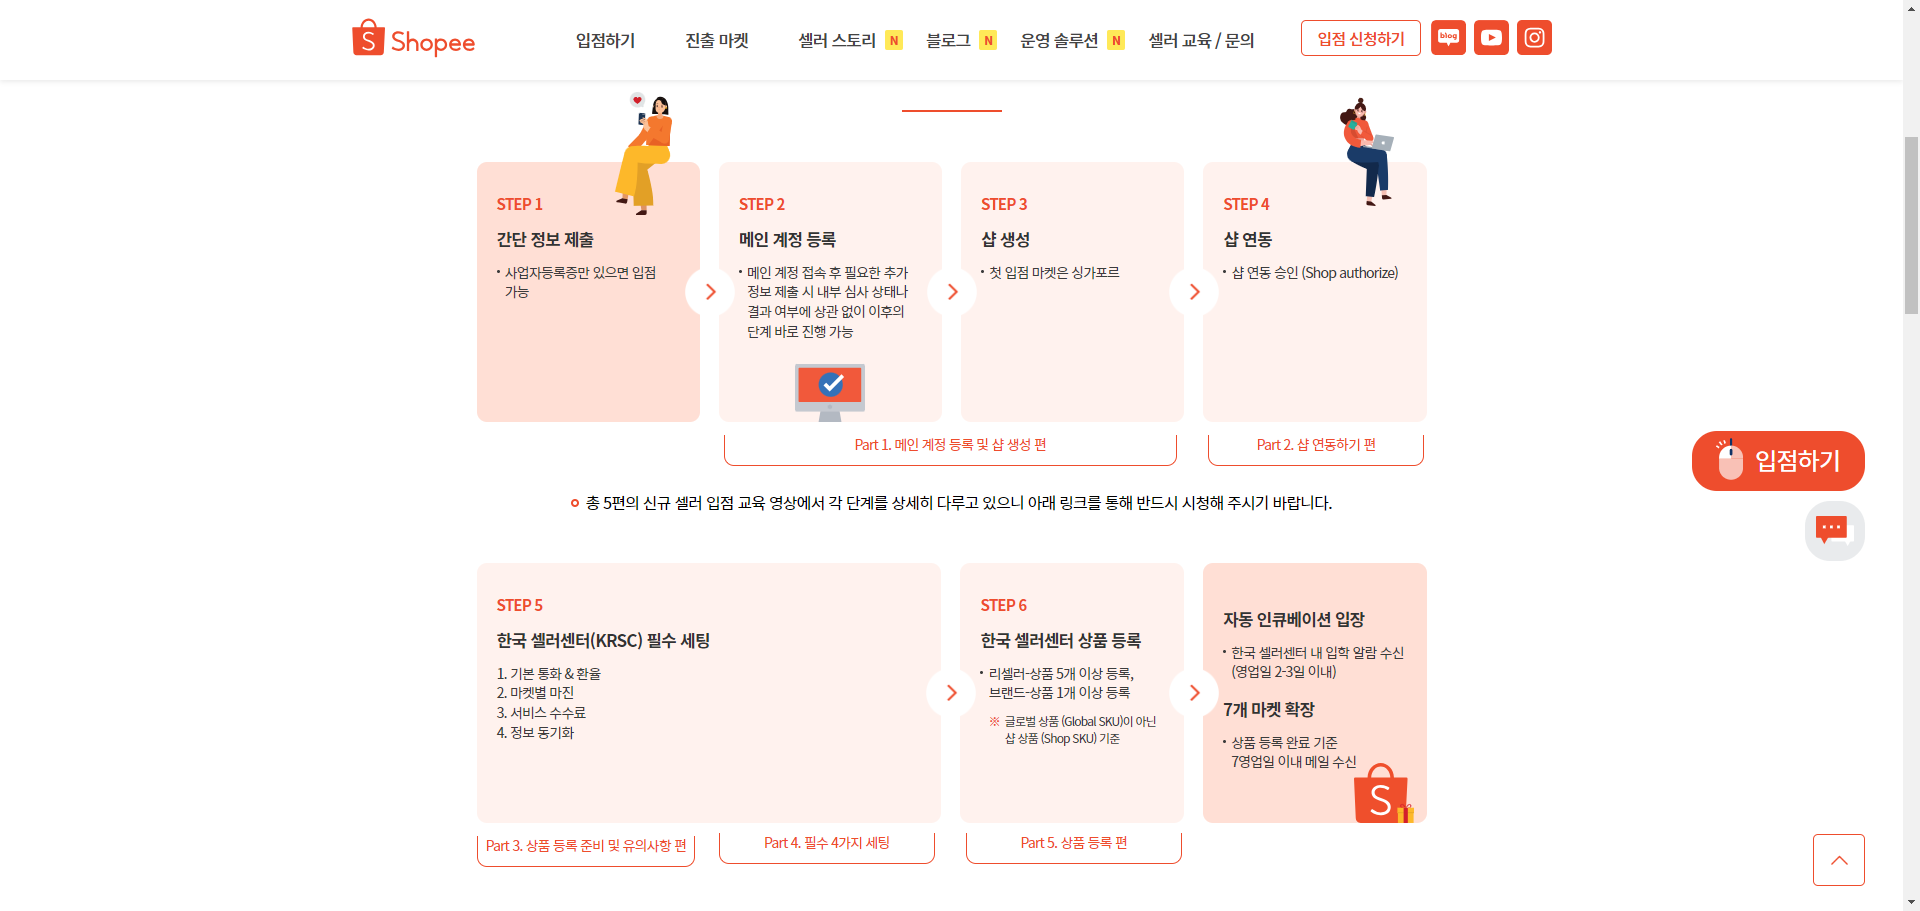 Shopee
입점하기
진출 마켓
셀러 스토리 N
블로그 N
운영 솔루션 N
셀러 교육 / 문의
입점 신청하기
blog
STEP 1
간단 정보 제출
· 사업자등록증만 있으면 입점
가능
STEP 2
메인 계정 등록
· 메인 계정 접속 후 필요한 추가
정보 제출 시 내부 심사 상태나
결과 여부에 상관 없이 이후의
단계 바로 진행 가능
STEP 3
샵 생성
· 첫 입점 마켓은 싱가포르
STEP 4
샵 연동
· 샵 연동 승인 (Shop authorize)
Part 1. 메인 계정 등록 및 샵 생성 편
Part 2. 샵 연동하기 편
입점하기
총 5편의 신규 셀러 입점 교육 영상에서 각 단계를 상세히 다루고 있으니 아래 링크를 통해 반드시 시청해 주시기 바랍니다.
STEP 5
한국 셀러센터(KRSC) 필수 세팅
1. 기본 통화 & 환율
2. 마켓별 마진
3. 서비스 수수료
4. 정보 동기화
STEP 6
한국 셀러센터 상품 등록
· 리셀러-상품 5개 이상 등록,
브랜드-상품 1개 이상 등록
※ 글로벌 상품 (Global SKU)이 아닌
샵 상품 (Shop SKU) 기준
자동 인큐베이션 입장
· 한국 셀러센터 내 입학 알람 수신
(영업일 2-3일 이내)
7개 마켓 확장
· 상품 등록 완료 기준
7영업일 이내 메일 수신
Part 3. 상품 등록 준비 및 유의사항 편
Part 4. 필수 4가지 세팅
Part 5. 상품 등록 편